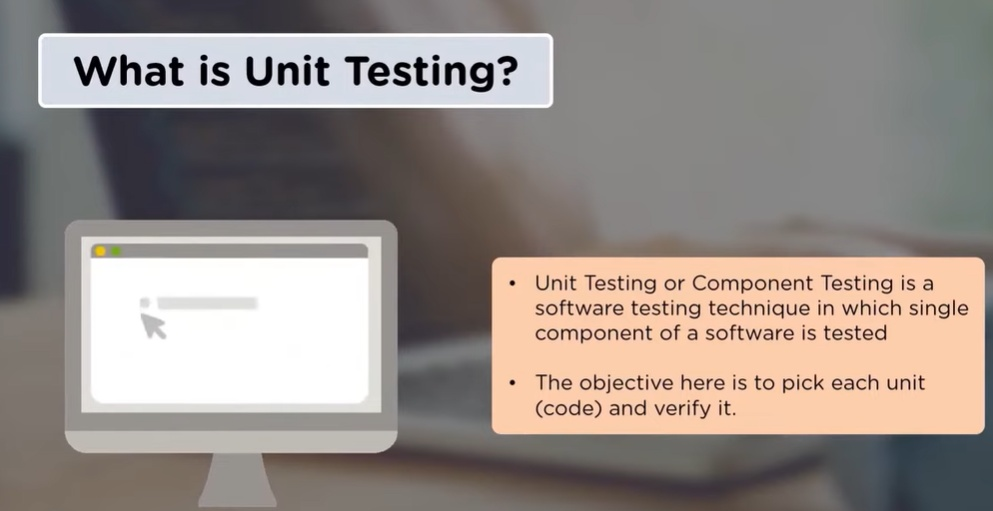 What is Unit Testing?
• Unit Testing or Component Testing is a
software testing technique in which single
component of a software is tested
• The objective here is to pick each unit
(code) and verify it.